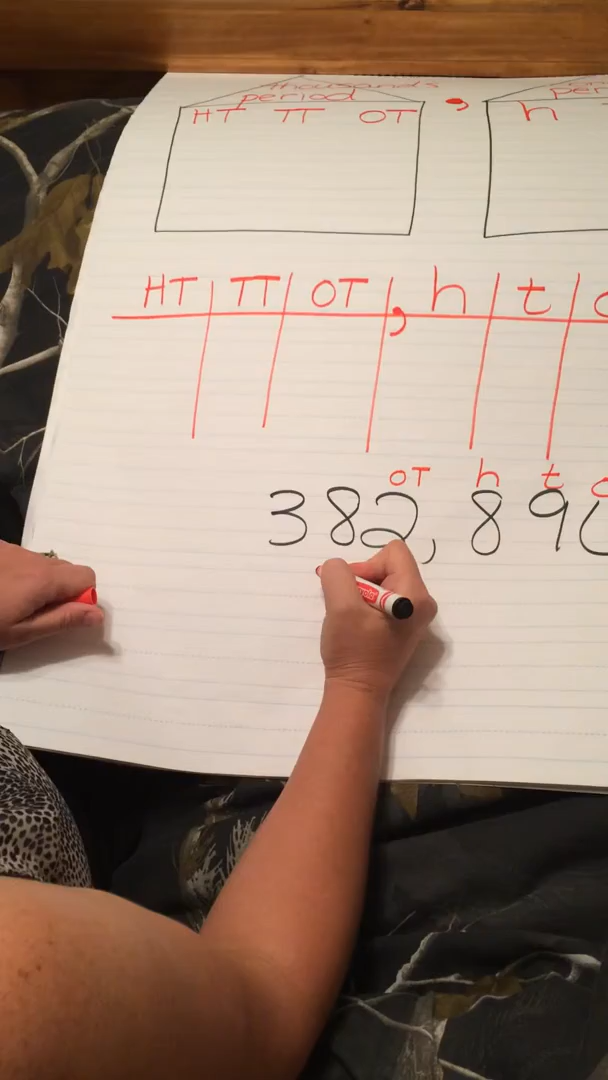 thousands
period ,
HT TT OT h
HT TT OT , h t
OT h t
382,89